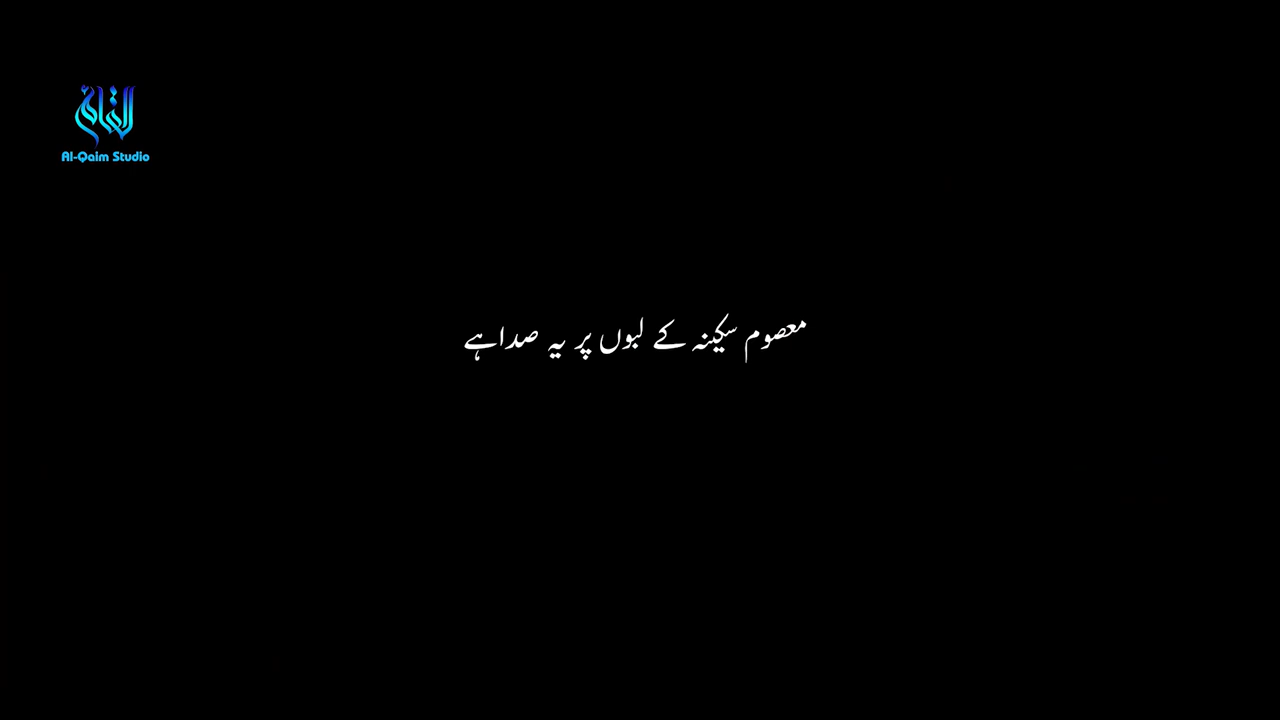 القائم
Al-Qaim Studio
معصوم سکینہ کے لبوں پر یہ صدا ہے